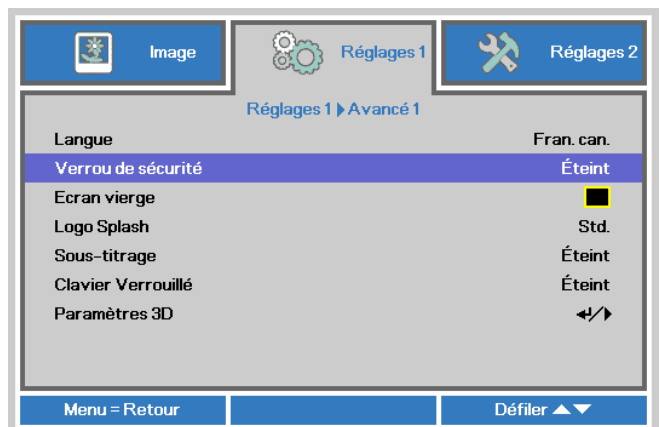 Image
Réglages 1
Réglages 2
Réglages 1 ▶ Avancé 1
Langue Fran. can.
Verrou de sécurité Éteint
Ecran vierge
Logo Splash Std.
Sous-titrage Éteint
Clavier Verrouillé Éteint
Paramètres 3D ↵/▶
Menu = Retour
Défiler ▲▼